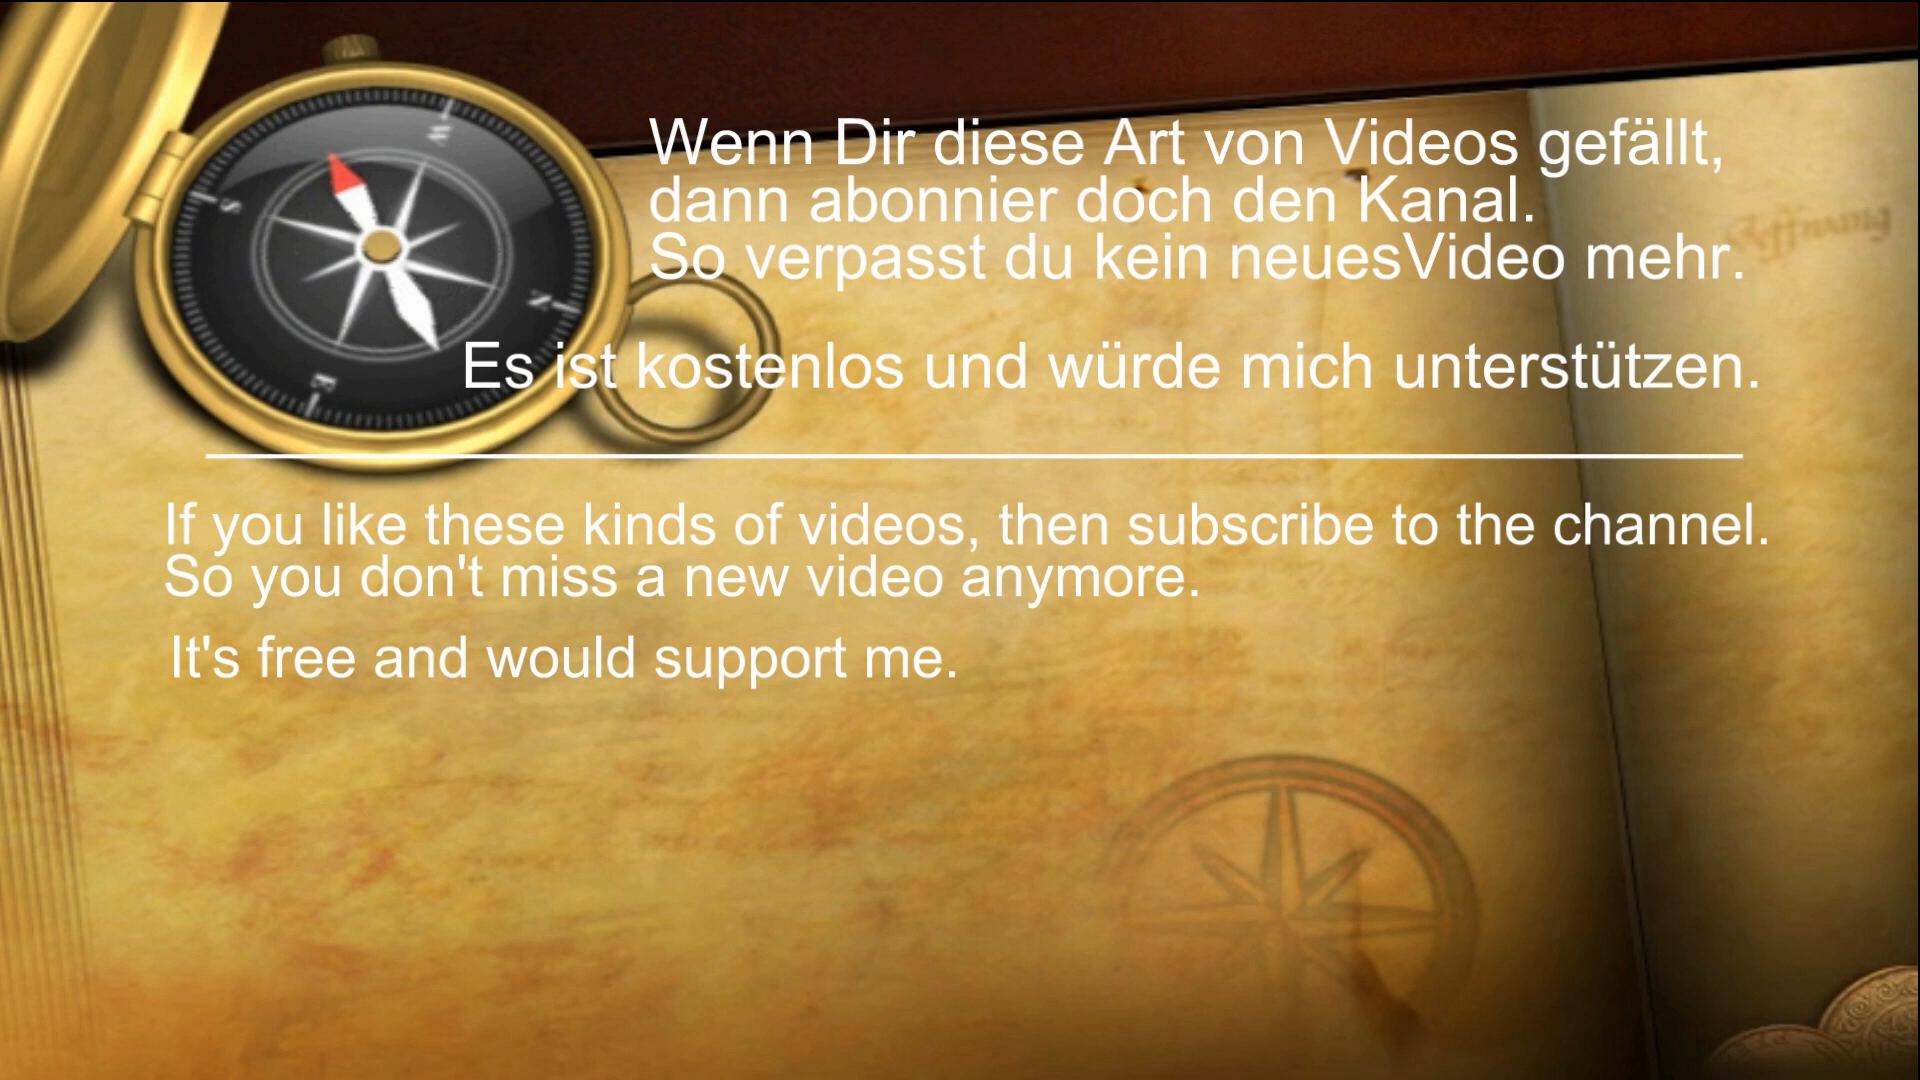 Wenn Dir diese Art von Videos gefällt,
dann abonnier doch den Kanal.
So verpasst du kein neuesVideo mehr.
Es ist kostenlos und würde mich unterstützen.
If you like these kinds of videos, then subscribe to the channel.
So you don't miss a new video anymore.
It's free and would support me.
W
S
N
E